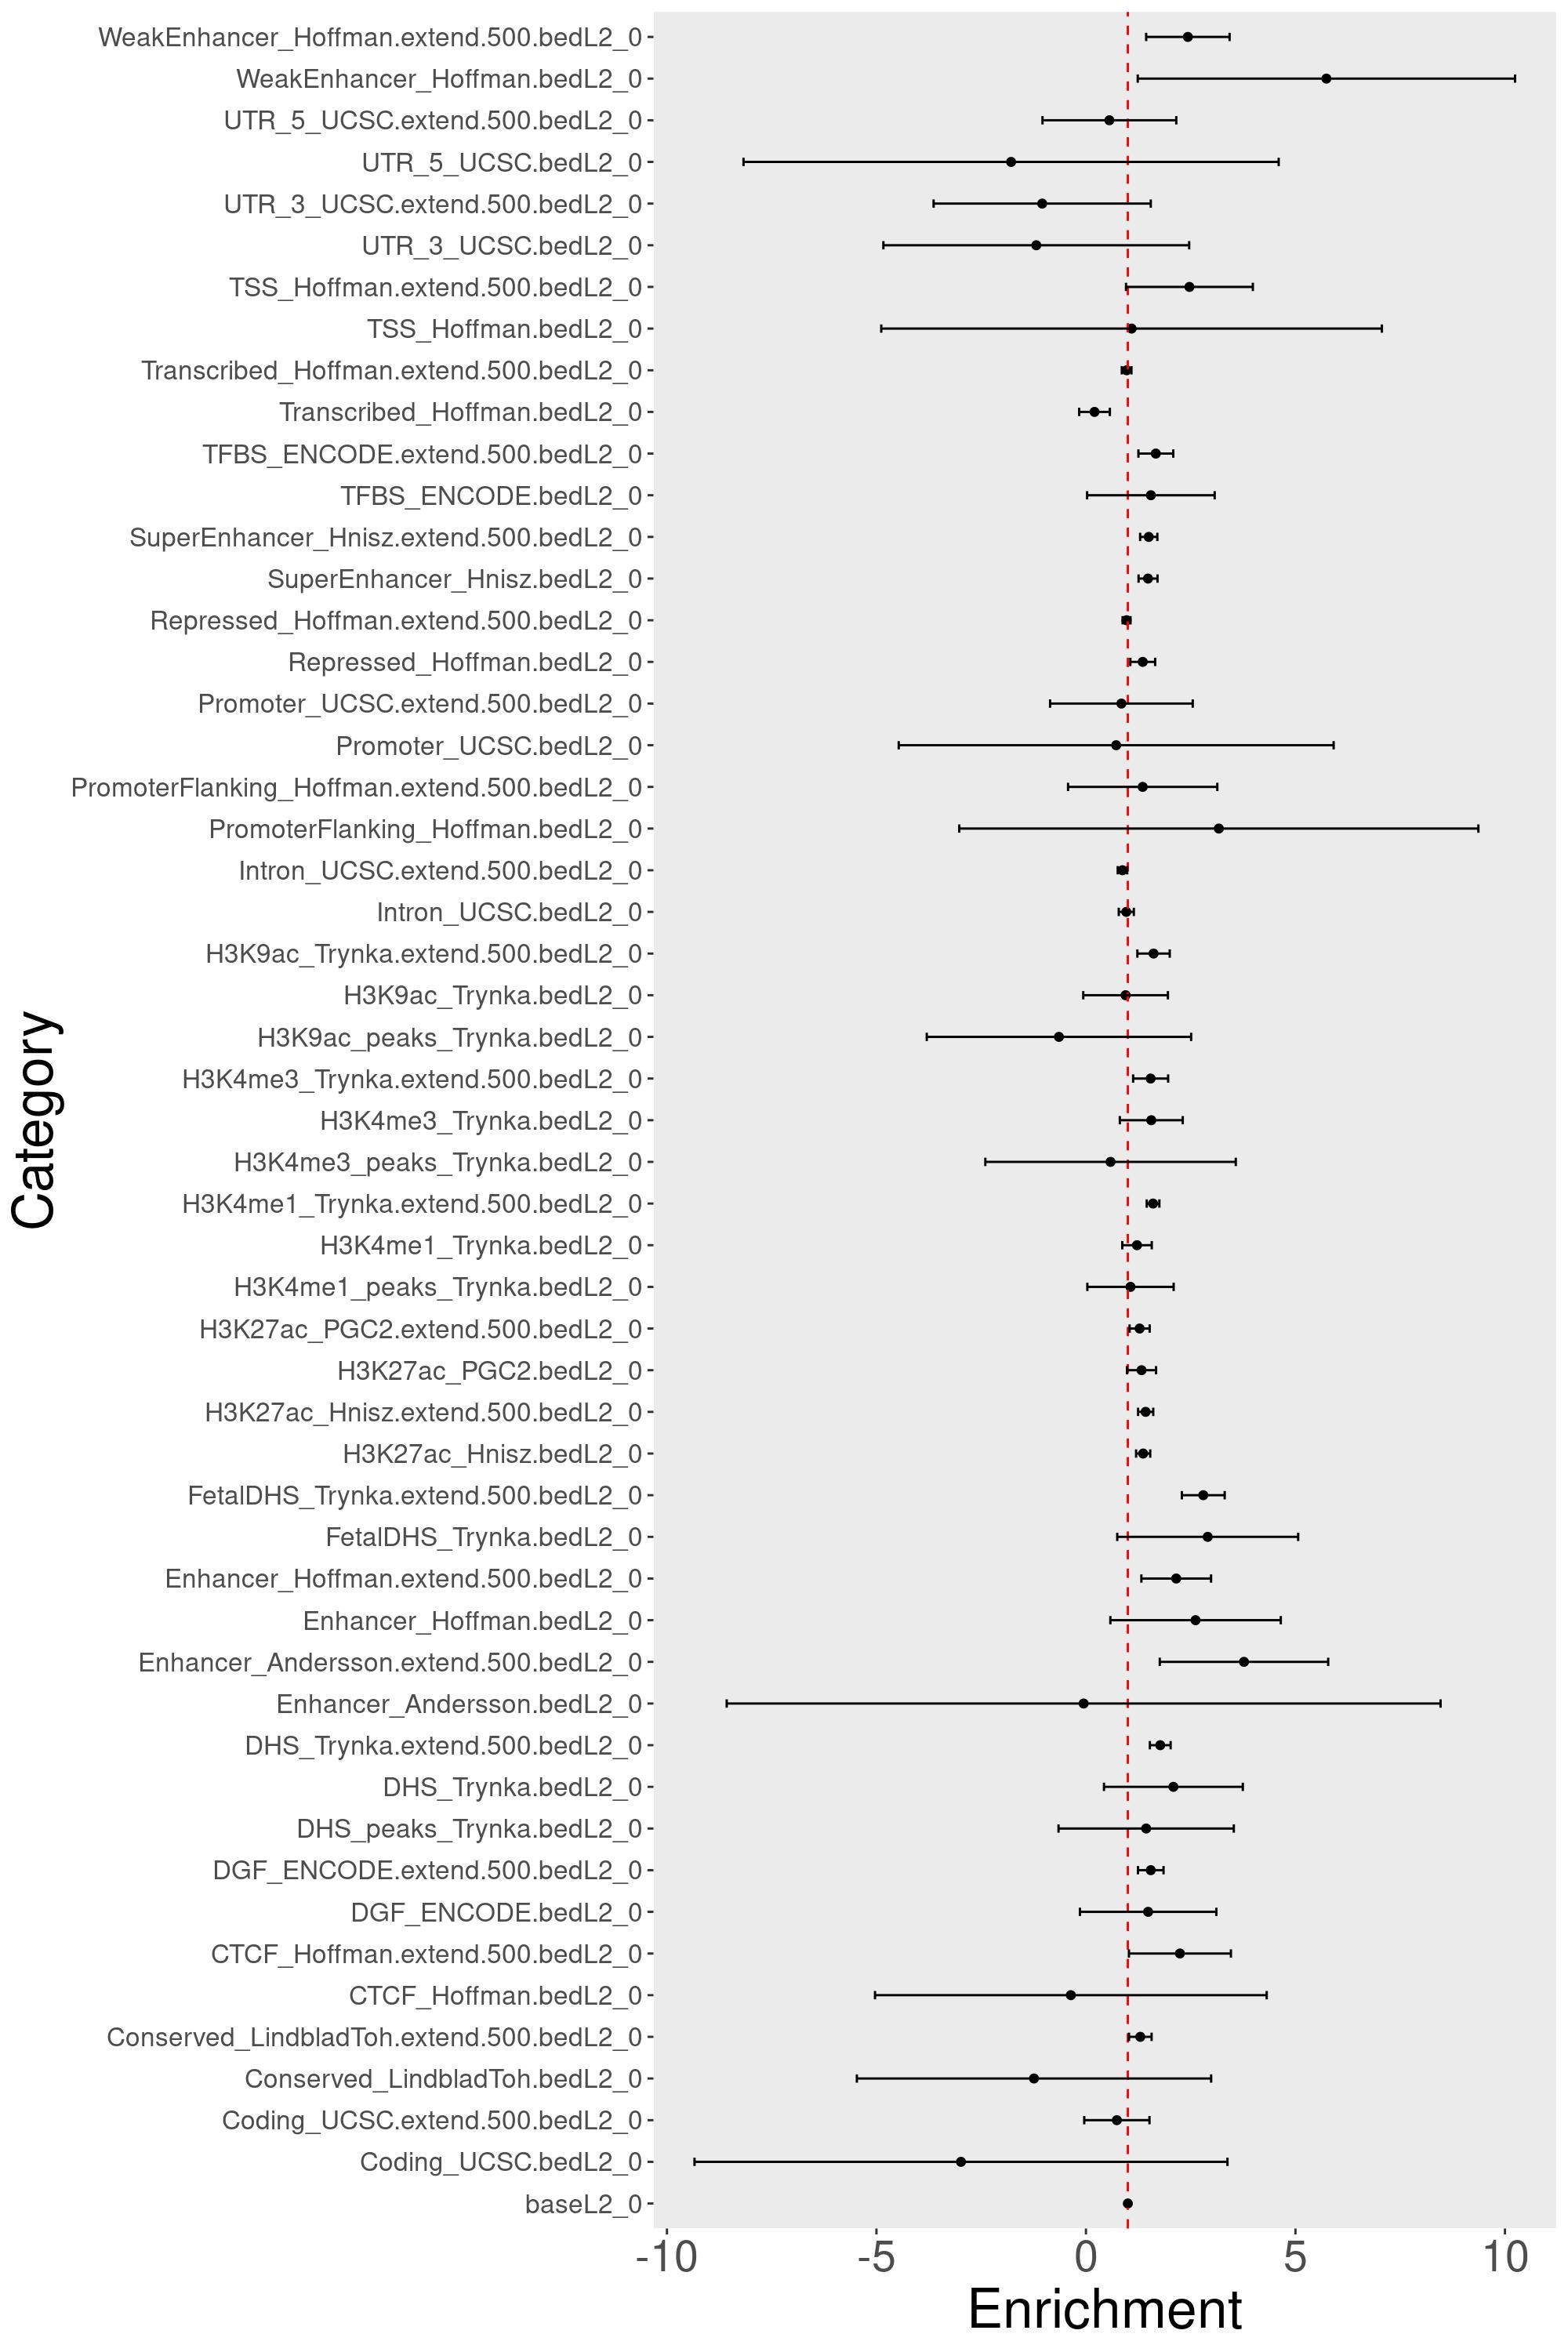 WeakEnhancer_Hoffman.extend.500.bedL2_0
WeakEnhancer_Hoffman.bedL2_0
UTR_5_UCSC.extend.500.bedL2_0
UTR_5_UCSC.bedL2_0
UTR_3_UCSC.extend.500.bedL2_0
UTR_3_UCSC.bedL2_0
TSS_Hoffman.extend.500.bedL2_0
TSS_Hoffman.bedL2_0
Transcribed_Hoffman.extend.500.bedL2_0
Transcribed_Hoffman.bedL2_0
TFBS_ENCODE.extend.500.bedL2_0
TFBS_ENCODE.bedL2_0
SuperEnhancer_Hnisz.extend.500.bedL2_0
SuperEnhancer_Hnisz.bedL2_0
Repressed_Hoffman.extend.500.bedL2_0
Repressed_Hoffman.bedL2_0
Promoter_UCSC.extend.500.bedL2_0
Promoter_UCSC.bedL2_0
PromoterFlanking_Hoffman.extend.500.bedL2_0
PromoterFlanking_Hoffman.bedL2_0
Intron_UCSC.extend.500.bedL2_0
Intron_UCSC.bedL2_0
H3K9ac_Trynka.extend.500.bedL2_0
H3K9ac_Trynka.bedL2_0
H3K9ac_peaks_Trynka.bedL2_0
H3K4me3_Trynka.extend.500.bedL2_0
H3K4me3_Trynka.bedL2_0
H3K4me3_peaks_Trynka.bedL2_0
H3K4me1_Trynka.extend.500.bedL2_0
H3K4me1_Trynka.bedL2_0
H3K4me1_peaks_Trynka.bedL2_0
H3K27ac_PGC2.extend.500.bedL2_0
H3K27ac_PGC2.bedL2_0
H3K27ac_Hnisz.extend.500.bedL2_0
H3K27ac_Hnisz.bedL2_0
FetalDHS_Trynka.extend.500.bedL2_0
FetalDHS_Trynka.bedL2_0
Enhancer_Hoffman.extend.500.bedL2_0
Enhancer_Hoffman.bedL2_0
Enhancer_Andersson.extend.500.bedL2_0
Enhancer_Andersson.bedL2_0
DHS_Trynka.extend.500.bedL2_0
DHS_Trynka.bedL2_0
DHS_peaks_Trynka.bedL2_0
DGF_ENCODE.extend.500.bedL2_0
DGF_ENCODE.bedL2_0
CTCF_Hoffman.extend.500.bedL2_0
CTCF_Hoffman.bedL2_0
Conserved_LindbladToh.extend.500.bedL2_0
Conserved_LindbladToh.bedL2_0
Coding_UCSC.extend.500.bedL2_0
Coding_UCSC.bedL2_0
baseL2_0
Category
-10 -5 0 5 10
Enrichment